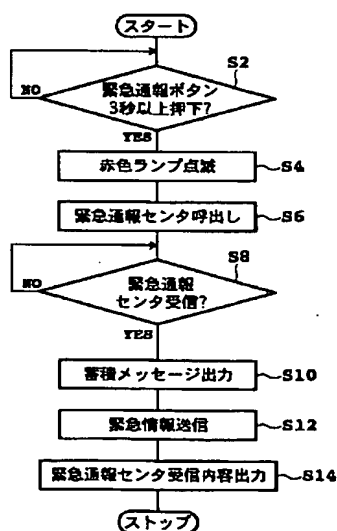 スタート
S2
緊急通報ボタン
3秒以上押下?
NO
YES
赤色ランプ点滅
S4
緊急通報センタ呼出し
S6
S8
緊急通報
センタ受信?
NO
YES
蓄積メッセージ出力
S10
緊急情報送信
S12
緊急通報センタ受信内容出力
S14
ストップ